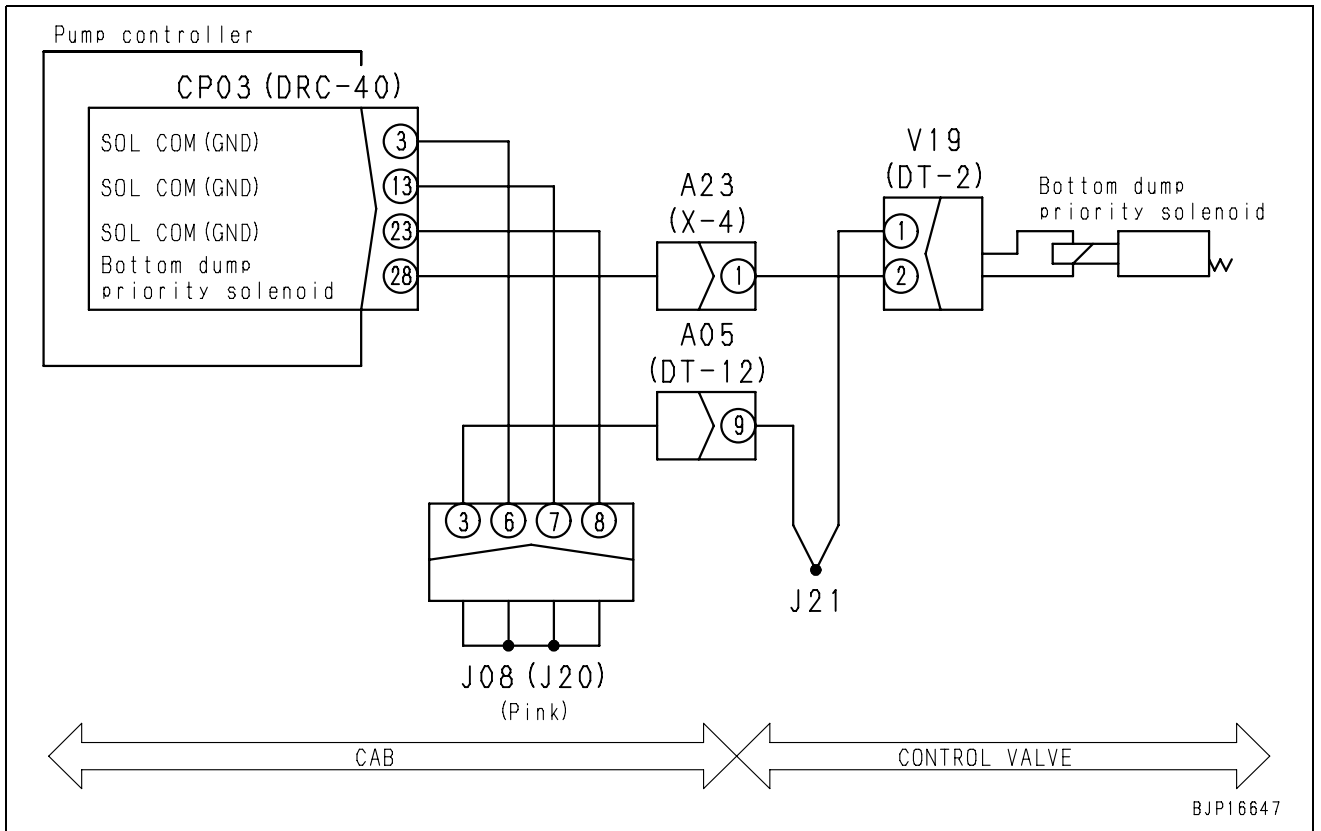 Pump controller
CP03 (DRC-40)
SOL COM (GND)
3
SOL COM (GND)
13
SOL COM (GND)
23
Bottom dump
priority solenoid
28
A23
(X-4)
1
V19
(DT-2)
1
2
Bottom dump
priority solenoid
A05
(DT-12)
9
3
6
7
8
J21
J08 (J20)
(Pink)
CAB
CONTROL VALVE
BJP16647